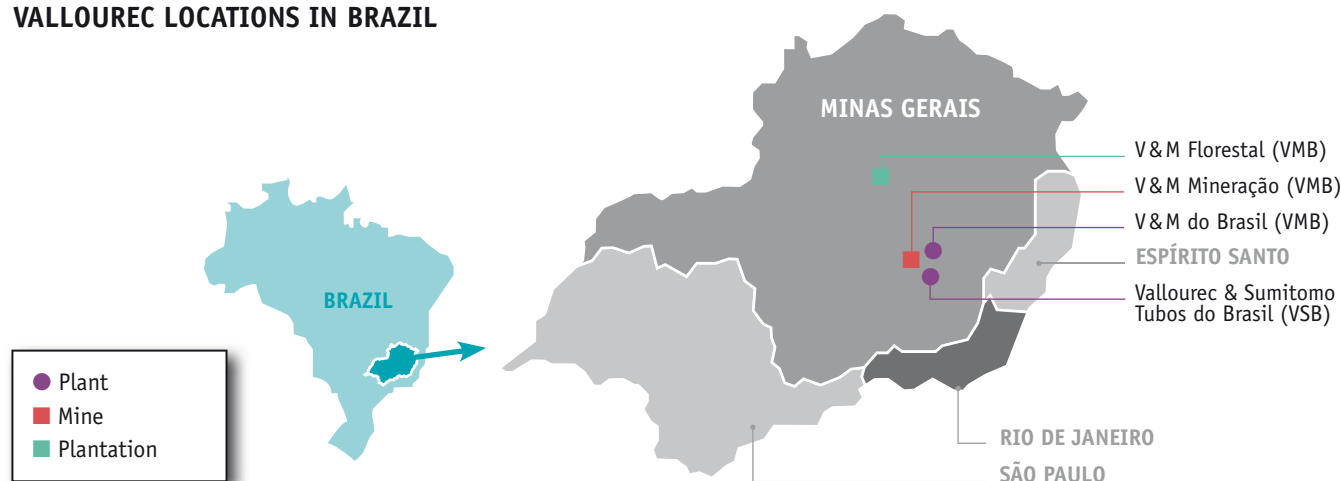 VALLOUREC LOCATIONS IN BRAZIL
MINAS GERAIS
V&M Florestal (VMB)
V&M Mineração (VMB)
V&M do Brasil (VMB)
ESPÍRITO SANTO
Vallourec & Sumitomo
Tubos do Brasil (VSB)
BRAZIL
Plant
Mine
Plantation
RIO DE JANEIRO
SÃO PAULO